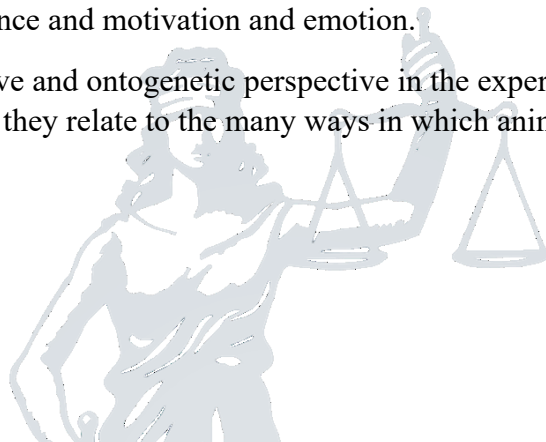 nce and motivation and emotion.
ve and ontogenetic perspective in the exper
they relate to the many ways in which anin